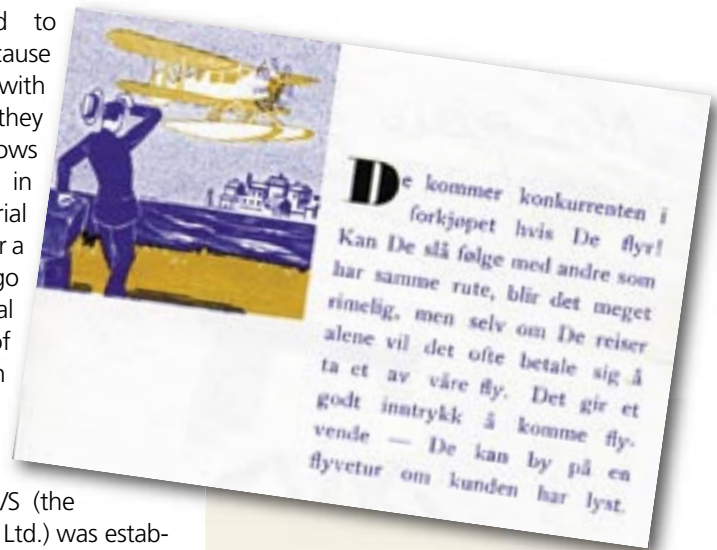 d to
cause
with
they
ows
in
rial
r a
go
al
of
n
/S (the
Ltd.) was estab-
De kommer konkurrenten i
forkjøpet hvis De flyr!
Kan De slå følge med andre som
har samme rute, blir det meget
rimelig, men selv om De reiser
alene vil det ofte betale sig å
ta et av våre fly. Det gir et
godt inntrykk å komme fly-
vende — De kan by på en
flyvetur om kunden har lyst.